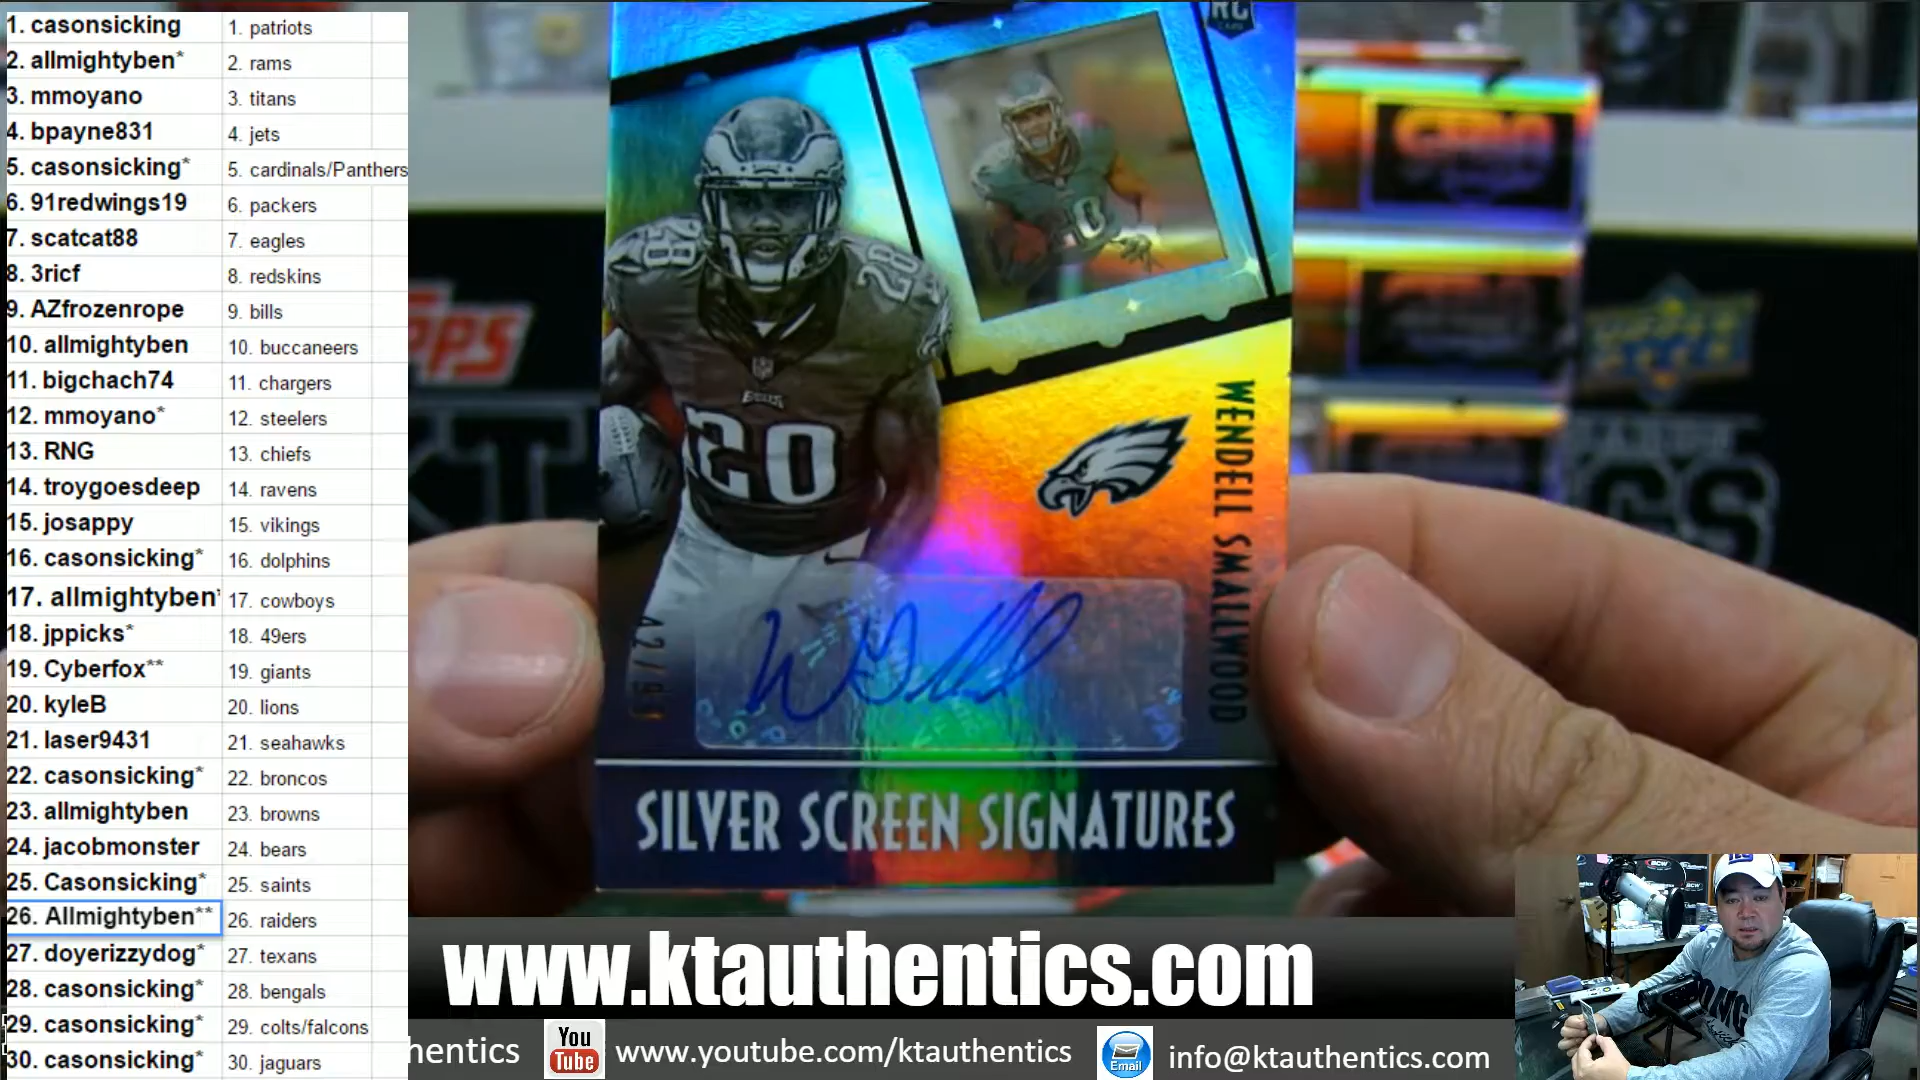 1. casonsicking 1. patriots
2. allmightyben* 2. rams
3. mmoyano 3. titans
4. bpayne831 4. jets
5. casonsicking* 5. cardinals/Panthers
6. 91redwings19 6. packers
7. scatcat88 7. eagles
8. 3ricf 8. redskins
9. AZfrozenrope 9. bills
10. allmightyben 10. buccaneers
11. bigchach74 11. chargers
12. mmoyano* 12. steelers
13. RNG 13. chiefs
14. troygoesdeep 14. ravens
15. josappy 15. vikings
16. casonsicking* 16. dolphins
17. allmightyben* 17. cowboys
18. jppicks* 18. 49ers
19. Cyberfox** 19. giants
20. kyleB 20. lions
21. laser9431 21. seahawks
22. casonsicking* 22. broncos
23. allmightyben 23. browns
24. jacobmonster 24. bears
25. Casonsicking* 25. saints
26. Allmightyben** 26. raiders
27. doyerizzydog* 27. texans
28. casonsicking* 28. bengals
29. casonsicking* 29. colts/falcons
30. casonsicking* 30. jaguars
RC
28
28
EAGLES
20
WENDELL SMALLWOOD
SILVER SCREEN SIGNATURES
www.ktauthentics.com
hentics
You
Tube
www.youtube.com/ktauthentics
Email
info@ktauthentics.com